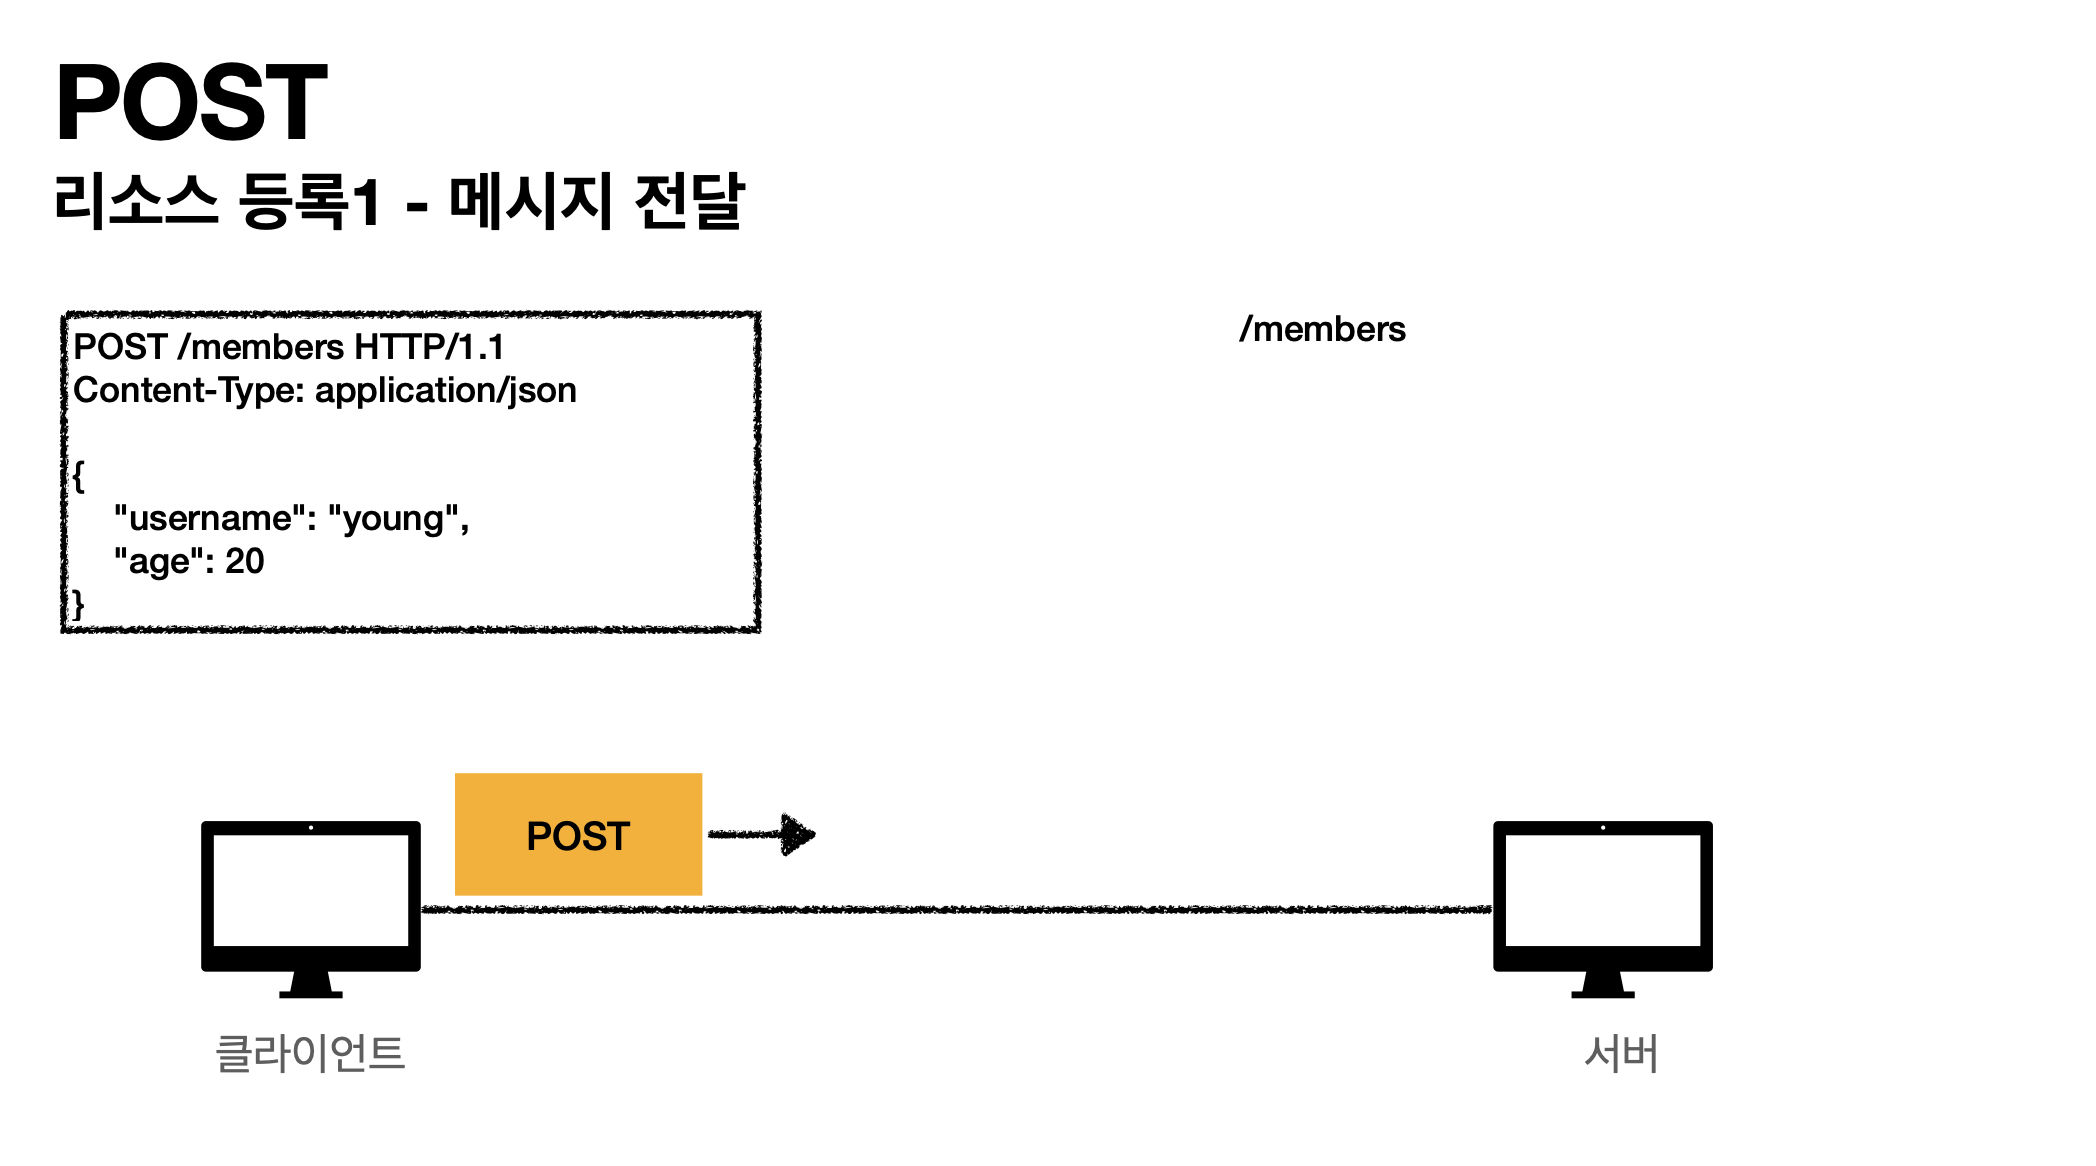 POST
리소스 등록1 - 메시지 전달
POST /members HTTP/1.1
Content-Type: application/json
{
"username": "young",
"age": 20
}
/members
POST
클라이언트
서버